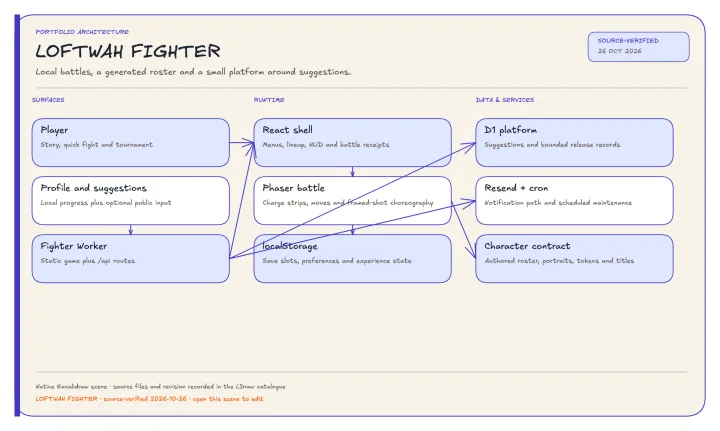 PORTFOLIO ARCHITECTURE
LOFTWAH FIGHTER
Local battles, a generated roster and a small platform around suggestions.
SOURCE-VERIFIED
26 OCT 2026
SURFACES
RUNTIME
DATA & SERVICES
Player
Story, quick fight and tournament
React shell
Menus, lineup, HUD and battle receipts
D1 platform
Suggestions and bounded release records
Profile and suggestions
Local progress plus optional public input
Phaser battle
Charge strips, moves and framed-shot choreography
Resend + cron
Notification path and scheduled maintenance
Fighter Worker
Static game plus /api routes
localStorage
Save slots, preferences and experience state
Character contract
Authored roster, portraits, tokens and titles
Native Excalidraw scene · source files and revision recorded in the LDraw catalogue
LOFTWAH FIGHTER · source-verified 2026-10-26 · open this scene to edit